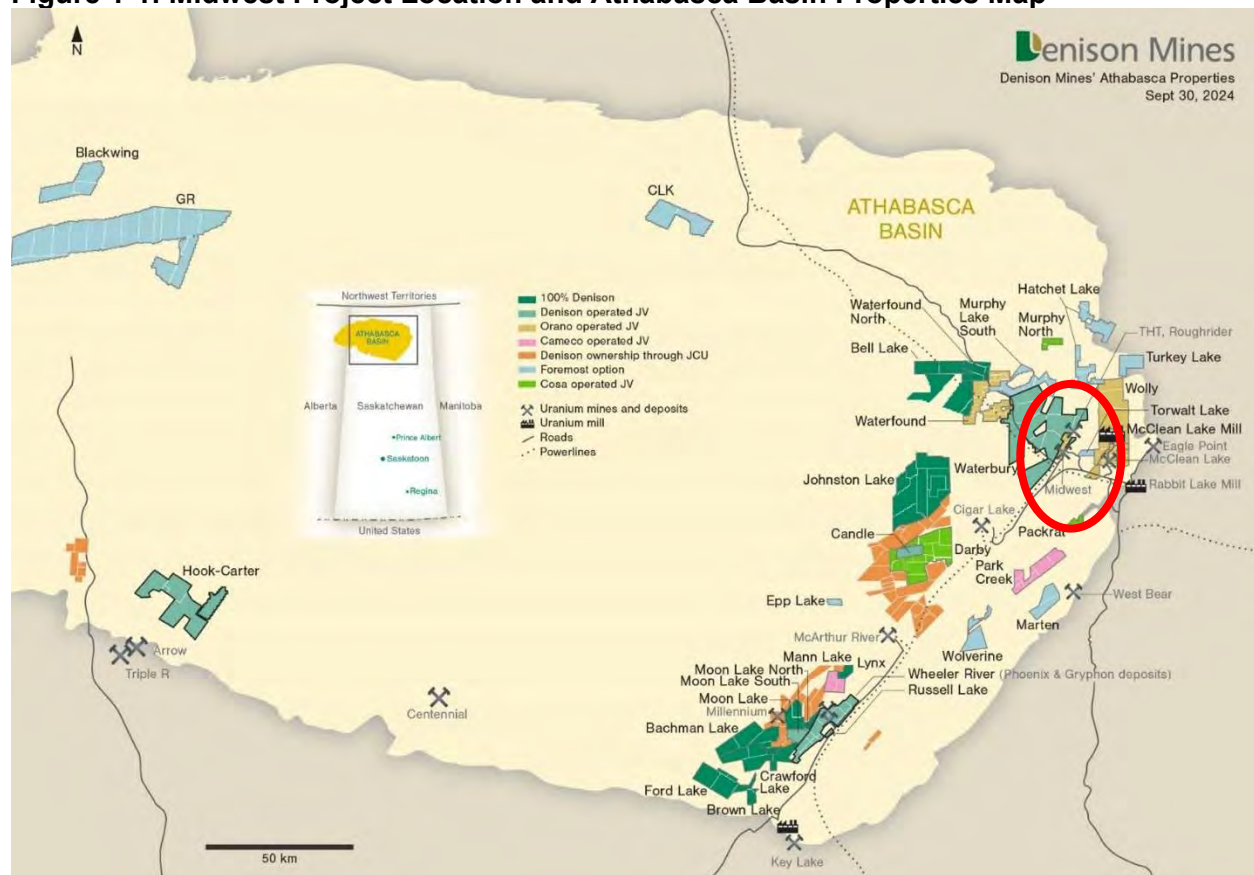 Figure 1-1: Midwest Project Location and Athabasca Basin Properties Map
N
Denison Mines
Denison Mines' Athabasca Properties
Sept 30, 2024
Blackwing
GR
CLK
ATHABASCA
BASIN
Northwest Territories
ATHABASCA
BASIN
Alberta
Saskatchewan
Manitoba
Prince Albert
Saskatoon
Regina
United States
100% Denison
Denison operated JV
Orano operated JV
Cameco operated JV
Denison ownership through JCU
Foremost option
Cosa operated JV
Uranium mines and deposits
Uranium mill
Roads
Powerlines
Hatchet Lake
Waterfound
North
Murphy
Lake
South
Murphy
North
THT, Roughrider
Bell Lake
Turkey Lake
Wolly
Torwalt Lake
Waterfound
McClean Lake Mill
Eagle Point
McClean Lake
Waterbury
Midwest
Rabbit Lake Mill
Johnston Lake
Cigar Lake
Packrat
Candle
Darby
Park
Creek
Hook-Carter
Epp Lake
West Bear
Marten
McArthur River
Wolverine
Arrow
Triple R
Mann Lake
Lynx
Moon Lake North
Moon Lake South
Wheeler River (Phoenix & Gryphon deposits)
Russell Lake
Moon Lake
Millennium
Centennial
Bachman Lake
Crawford
Lake
Ford Lake
Brown Lake
50 km
Key Lake